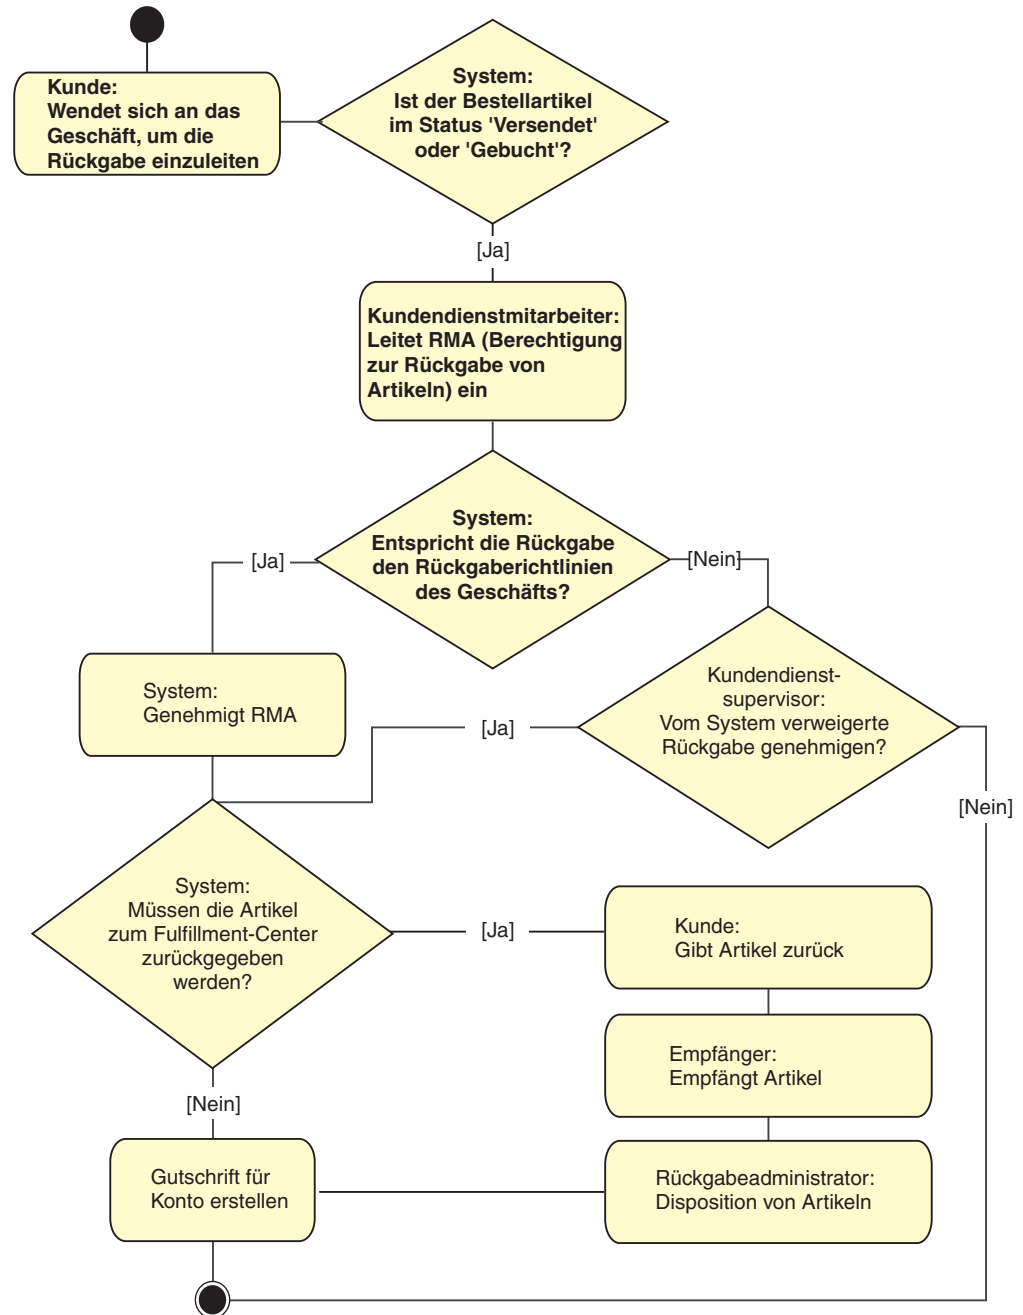 Kunde:
Wendet sich an das
Geschäft, um die
Rückgabe einzuleiten
System:
Ist der Bestellartikel
im Status 'Versendet'
oder 'Gebucht'?
[Ja]
Kundendienstmitarbeiter:
Leitet RMA (Berechtigung
zur Rückgabe von
Artikeln) ein
System:
Entspricht die Rückgabe
den Rückgaberichtlinien
des Geschäfts?
[Ja]
[Nein]
System:
Genehmigt RMA
Kundendienst-
supervisor:
Vom System verweigerte
Rückgabe genehmigen?
[Ja]
[Nein]
System:
Müssen die Artikel
zum Fulfillment-Center
zurückgegeben
werden?
[Ja]
Kunde:
Gibt Artikel zurück
Empfänger:
Empfängt Artikel
[Nein]
Gutschrift für
Konto erstellen
Rückgabeadministrator:
Disposition von Artikeln